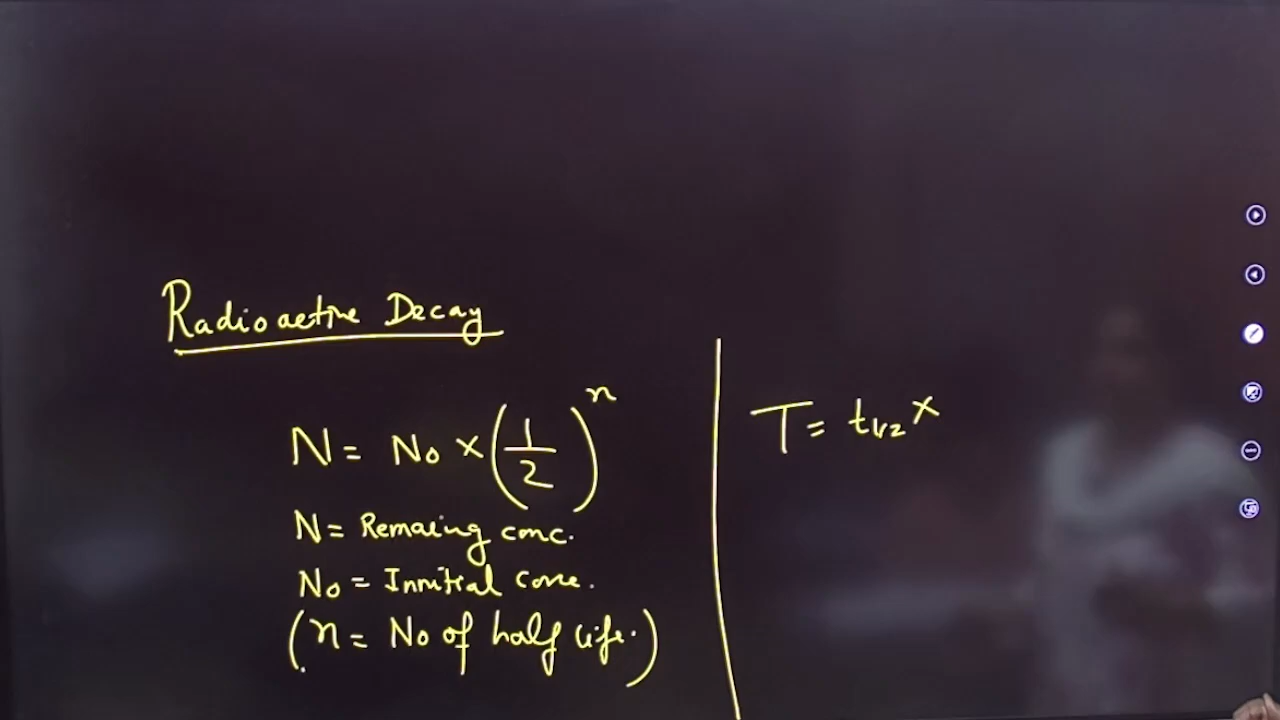 Radioactive Decay
N = No × (1/2)^n
N = Remaing conc.
No = Innitial conc.
(n = No of half life.)
T = t1/2 ×